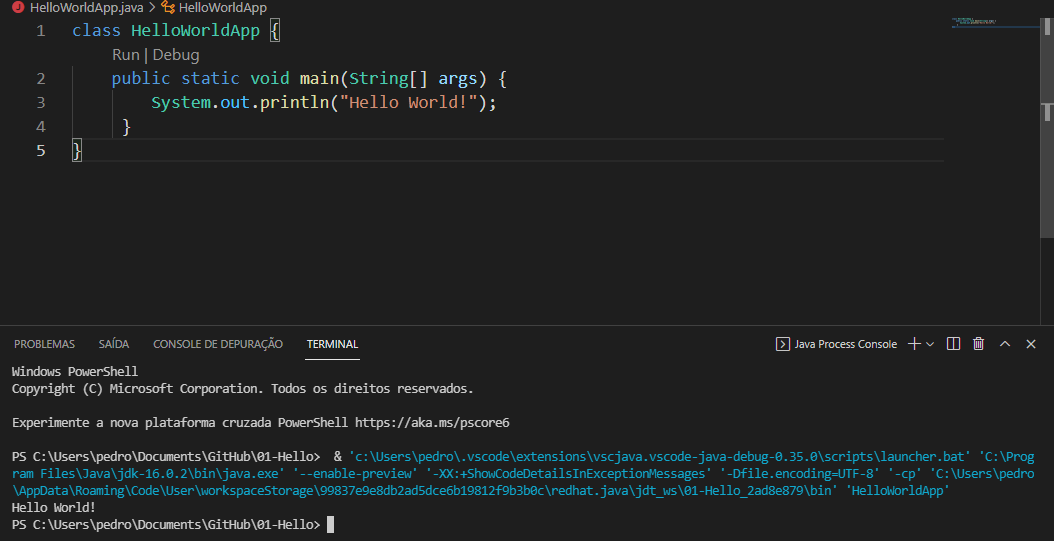 HelloWorldApp.java > HelloWorldApp
1 class HelloWorldApp {
Run | Debug
2 public static void main(String[] args) {
3 System.out.println("Hello World!");
4 }
5 }
PROBLEMAS SAÍDA CONSOLE DE DEPURAÇÃO TERMINAL Java Process Console
Windows PowerShell
Copyright (C) Microsoft Corporation. Todos os direitos reservados.
Experimente a nova plataforma cruzada PowerShell https://aka.ms/pscore6
PS C:\Users\pedro\Documents\GitHub\01-Hello>  & 'c:\Users\pedro\.vscode\extensions\vscjava.vscode-java-debug-0.35.0\scripts\launcher.bat' 'C:\Prog
ram Files\Java\jdk-16.0.2\bin\java.exe' '--enable-preview' '-XX:+ShowCodeDetailsInExceptionMessages' '-Dfile.encoding=UTF-8' '-cp' 'C:\Users\pedro
\AppData\Roaming\Code\User\workspaceStorage\99837e9e8db2ad5dce6b19812f9b3b0c\redhat.java\jdt_ws\01-Hello_2ad8e879\bin' 'HelloWorldApp'
Hello World!
PS C:\Users\pedro\Documents\GitHub\01-Hello>